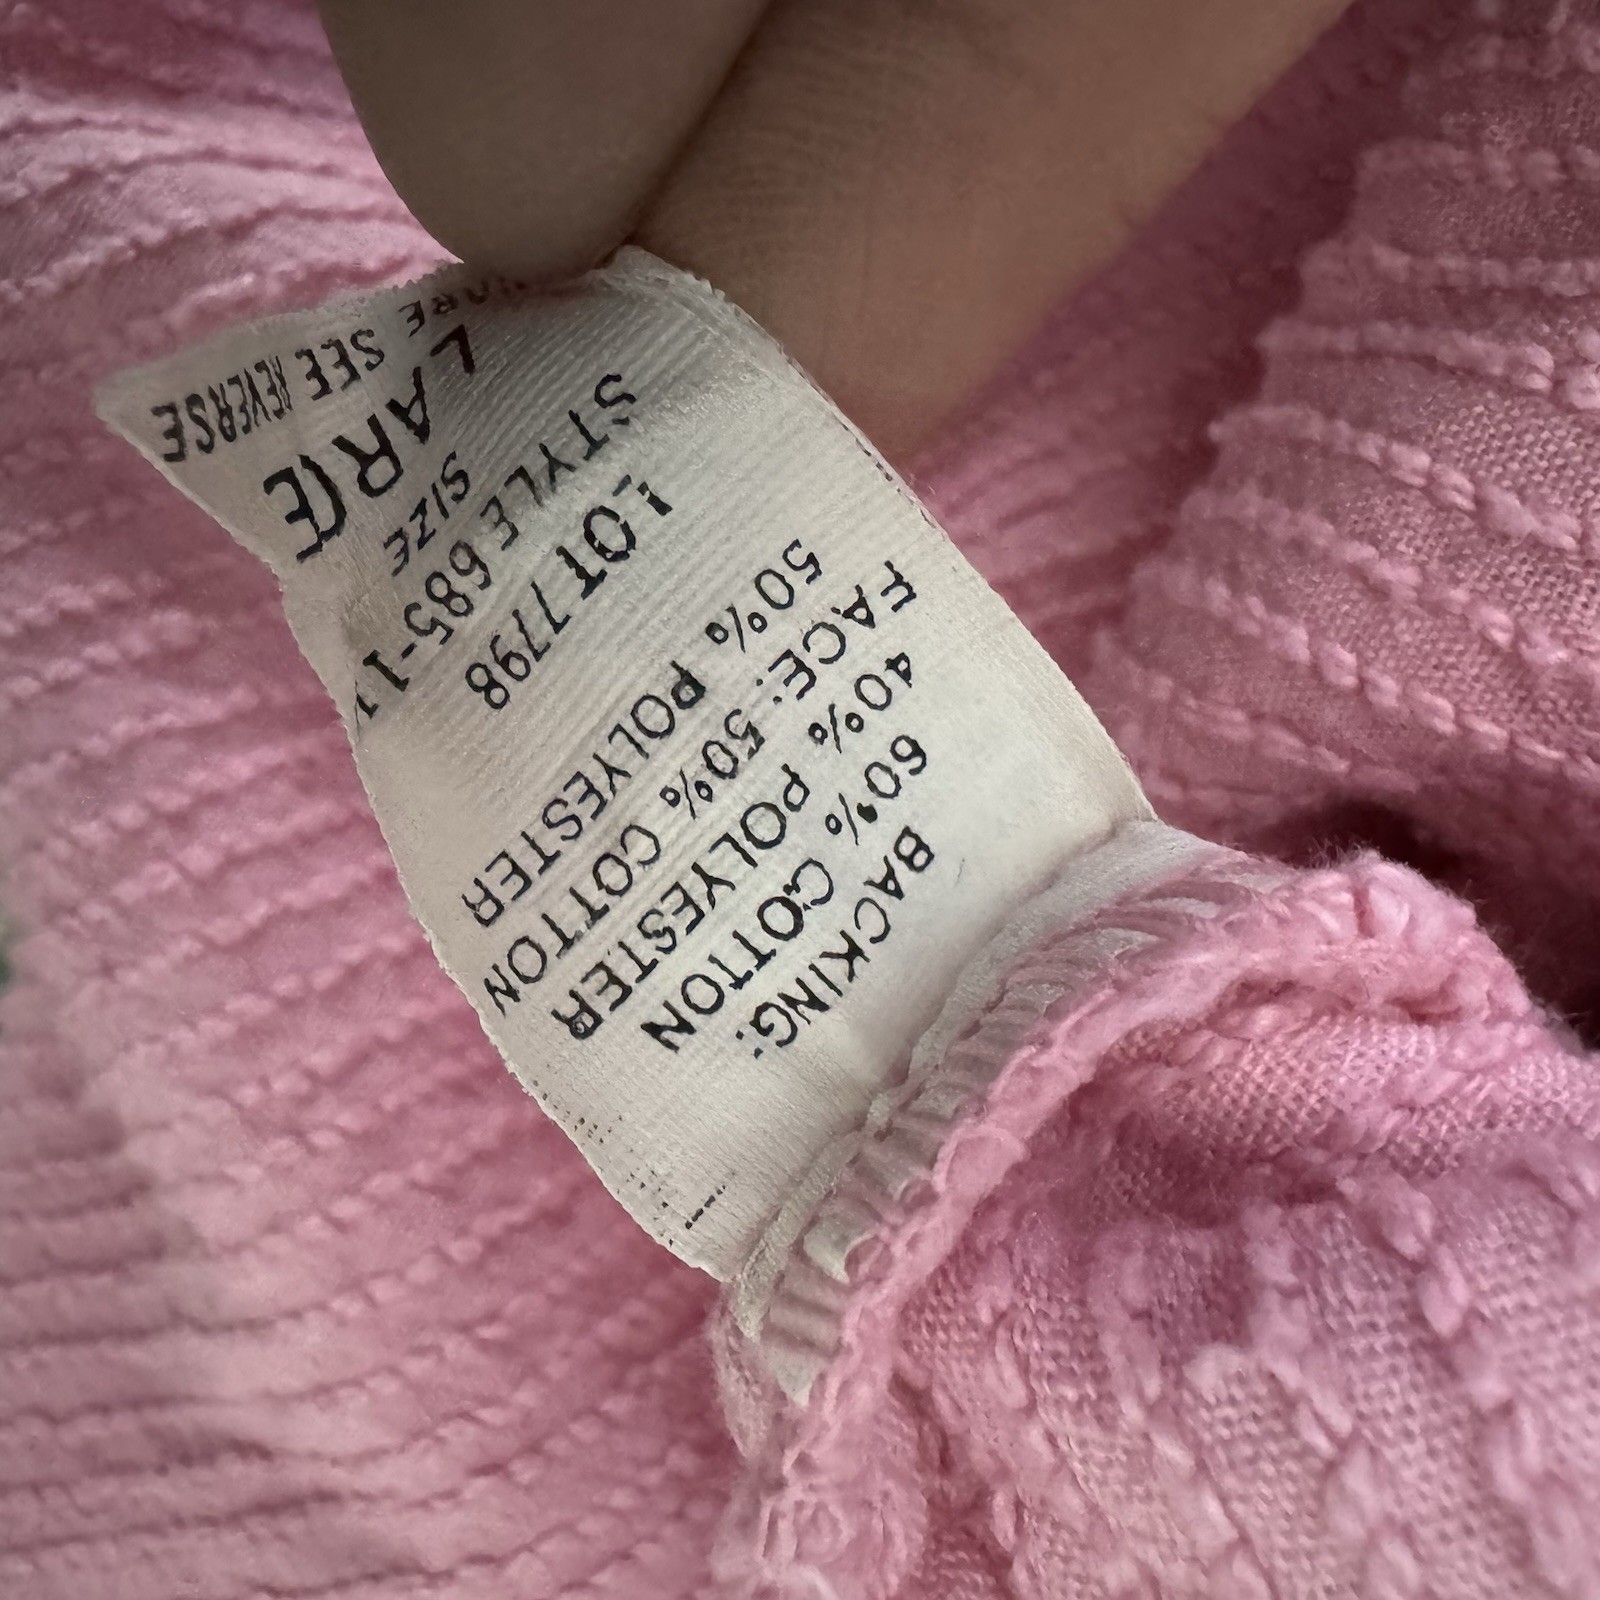 BACKING:
60% COTTON
40% POLYESTER
FACE: 50% COTTON
50% POLYESTER
LOT 7798
STYLE 685-1
SIZE
LARGE
CARE SEE REVERSE